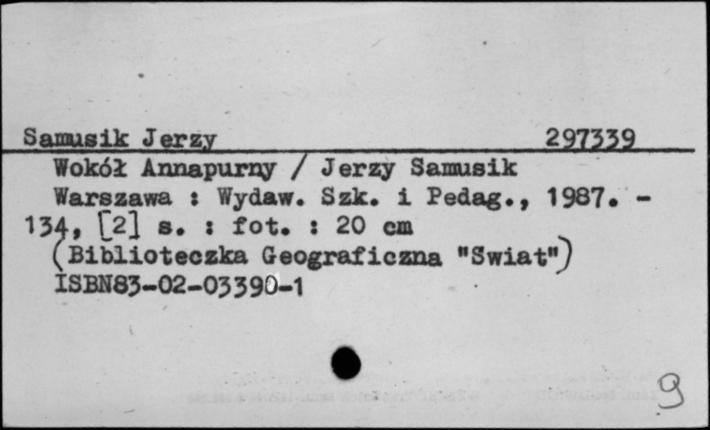 Samusik Jerzy 297339
Wokół Annapurny / Jerzy Samusik
Warszawa : Wydaw. Szk. i Pedag., 1987. -
134, [2] s. : fot. : 20 cm
(Biblioteczka Geograficzna "Swiat")
ISBN83-02-03390-1
9